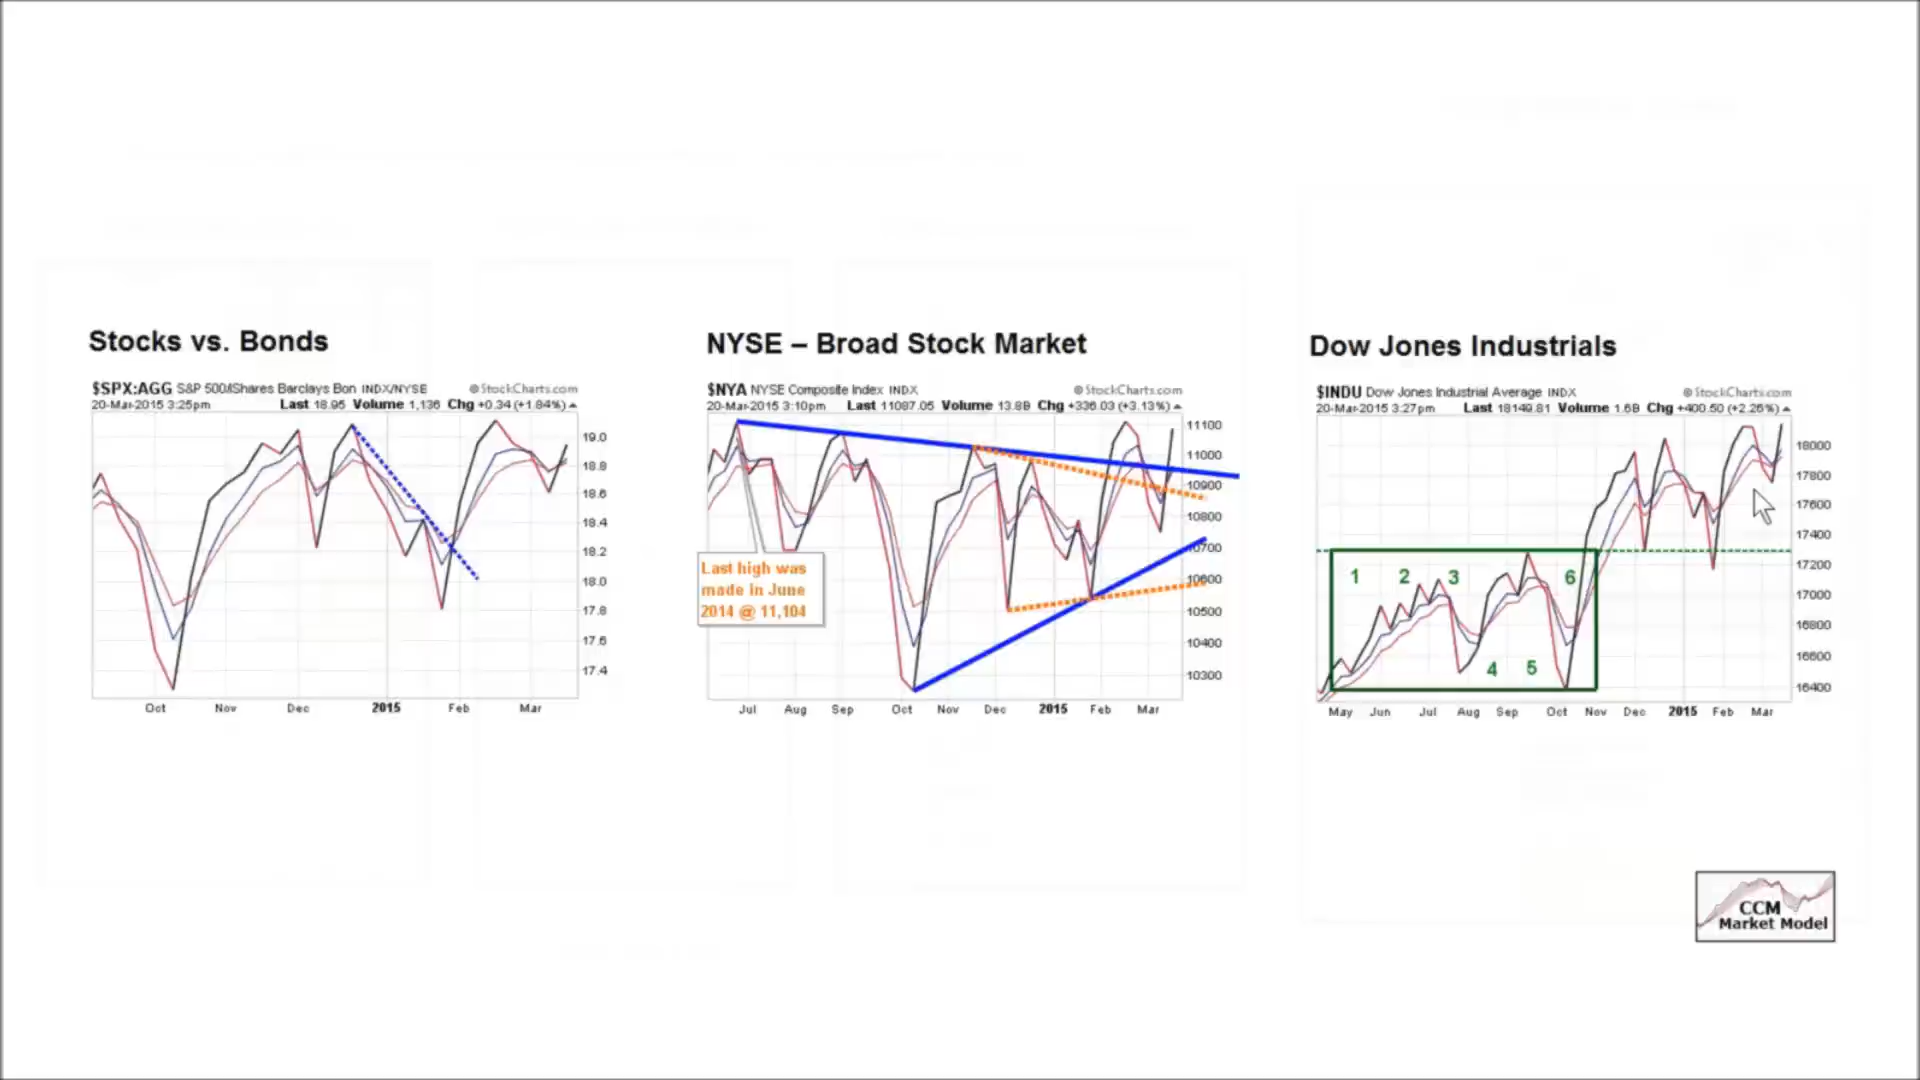 Stocks vs. Bonds
$SPX:AGG S&P 500/iShares Barclays Bon INDX/NYSE ©StockCharts.com
20-Mar-2015 3:25pm Last 18.95 Volume 1,136 Chg +0.34 (+1.84%)
19.0
18.8
18.6
18.4
18.2
18.0
17.8
17.6
17.4
Oct Nov Dec 2015 Feb Mar
NYSE – Broad Stock Market
$NYA NYSE Composite Index INDX ©StockCharts.com
20-Mar-2015 3:10pm Last 11087.05 Volume 13.8B Chg +336.03 (+3.13%)
11100
11000
10900
10800
10700
10600
10500
10400
10300
Last high was
made in June
2014 @ 11,104
Jul Aug Sep Oct Nov Dec 2015 Feb Mar
Dow Jones Industrials
$INDU Dow Jones Industrial Average INDX ©StockCharts.com
20-Mar-2015 3:27pm Last 18149.81 Volume 1.6B Chg +400.50 (+2.26%)
18000
17800
17600
17400
17200
17000
16800
16600
16400
1 2 3 6
4 5
May Jun Jul Aug Sep Oct Nov Dec 2015 Feb Mar
CCM
Market Model